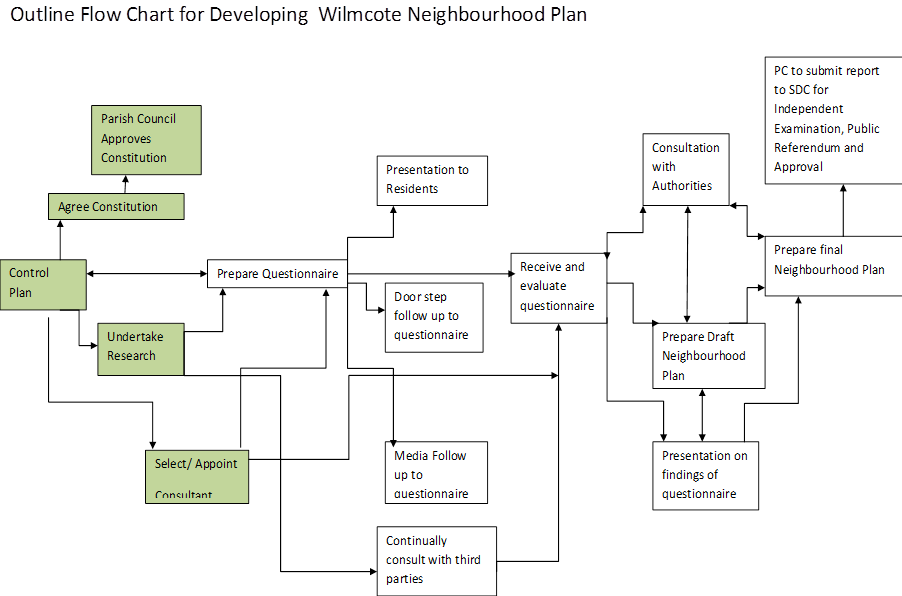 Outline Flow Chart for Developing  Wilmcote Neighbourhood Plan
PC to submit report
to SDC for
Independent
Examination, Public
Referendum and
Approval
Parish Council
Approves
Constitution
Consultation
with
Authorities
Presentation to
Residents
Agree Constitution
Prepare final
Neighbourhood Plan
Control
Plan
Prepare Questionnaire
Receive and
evaluate
questionnaire
Door step
follow up to
questionnaire
Undertake
Research
Prepare Draft
Neighbourhood
Plan
Select/ Appoint
Consultant
Media Follow
up to
questionnaire
Presentation on
findings of
questionnaire
Continually
consult with third
parties